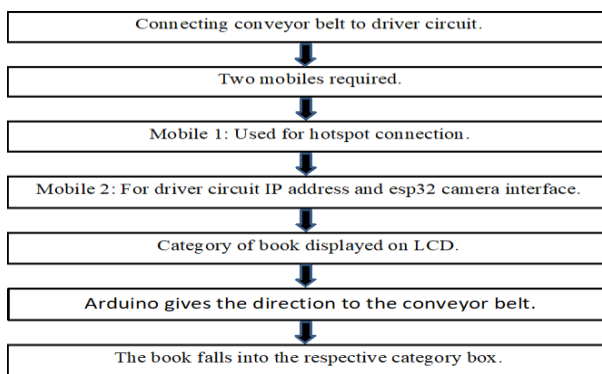 Connecting conveyor belt to driver circuit.
Two mobiles required.
Mobile 1: Used for hotspot connection.
Mobile 2: For driver circuit IP address and esp32 camera interface.
Category of book displayed on LCD.
Arduino gives the direction to the conveyor belt.
The book falls into the respective category box.